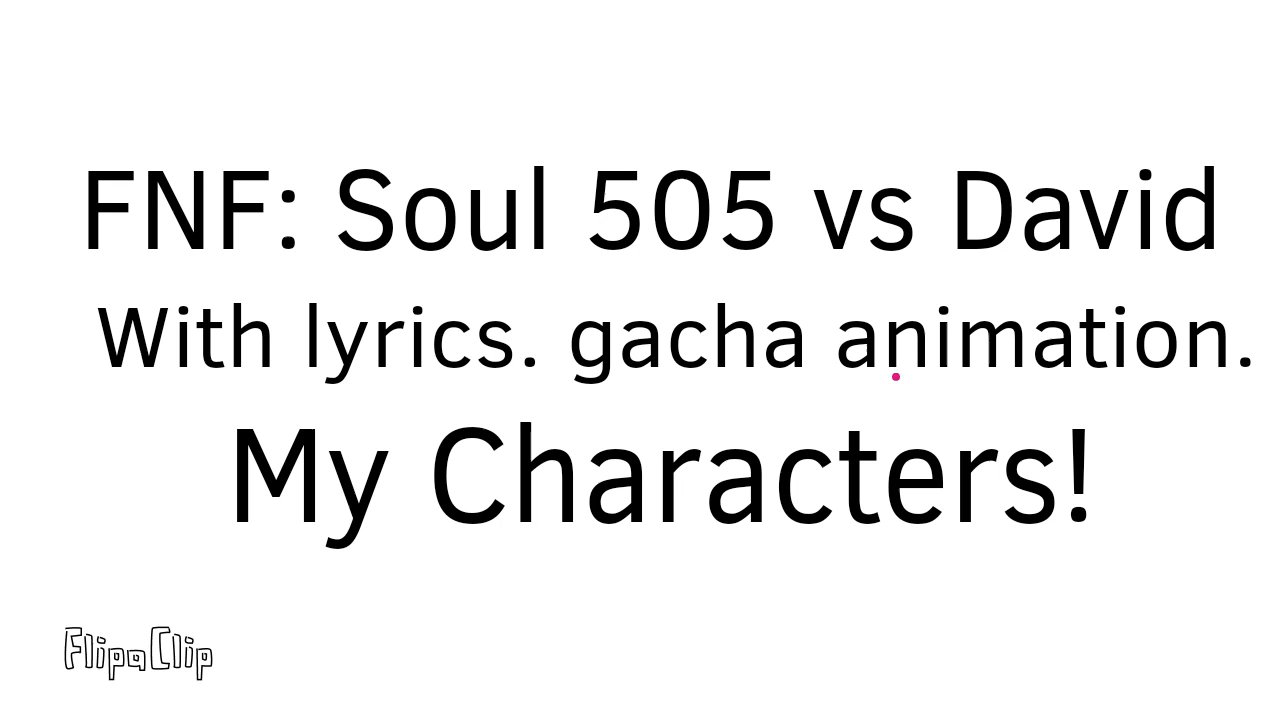 FNF: Soul 505 vs David
With lyrics. gacha animation.
My Characters!
FlipaClip